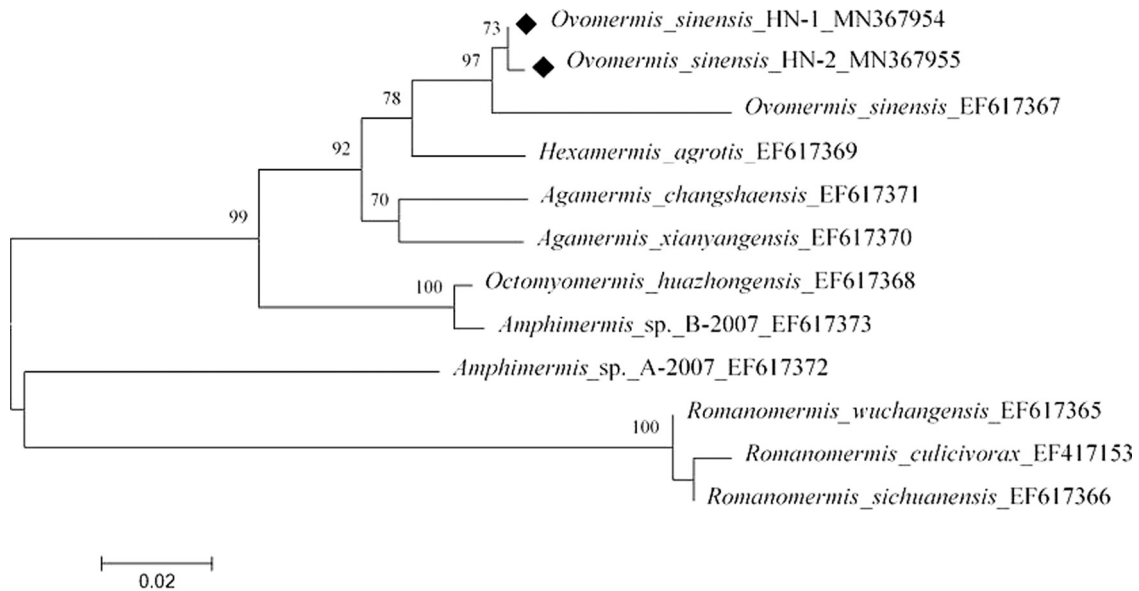 73
Ovomermis_sinensis_HN-1_MN367954
97
Ovomermis_sinensis_HN-2_MN367955
78
Ovomermis_sinensis_EF617367
92
Hexamermis_agrotis_EF617369
70
Agamermis_changshaensis_EF617371
99
Agamermis_xianyangensis_EF617370
100
Octomyomermis_huazhongensis_EF617368
Amphimermis_sp._B-2007_EF617373
Amphimermis_sp._A-2007_EF617372
100
Romanomermis_wuchangensis_EF617365
Romanomermis_culicivorax_EF417153
Romanomermis_sichuanensis_EF617366
0.02